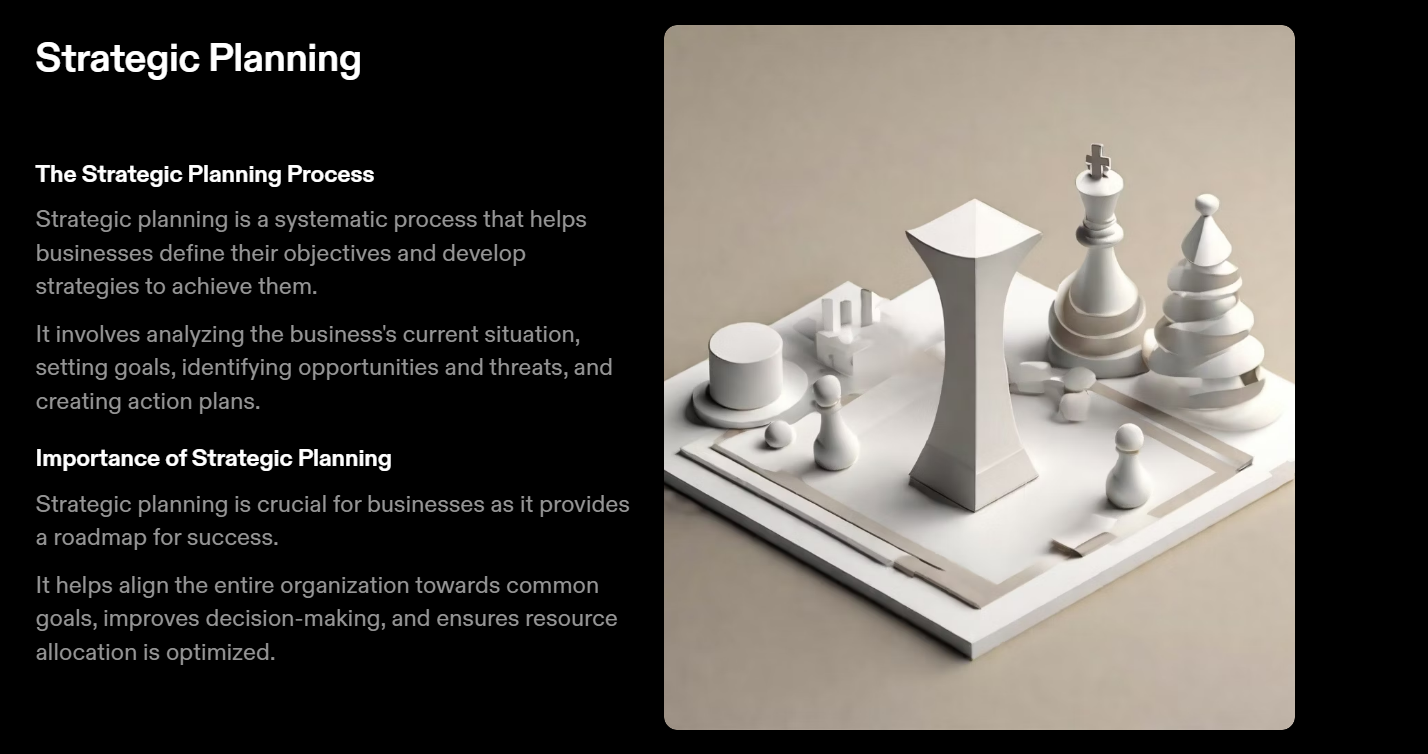 Strategic Planning
The Strategic Planning Process
Strategic planning is a systematic process that helps
businesses define their objectives and develop
strategies to achieve them.
It involves analyzing the business's current situation,
setting goals, identifying opportunities and threats, and
creating action plans.
Importance of Strategic Planning
Strategic planning is crucial for businesses as it provides
a roadmap for success.
It helps align the entire organization towards common
goals, improves decision-making, and ensures resource
allocation is optimized.